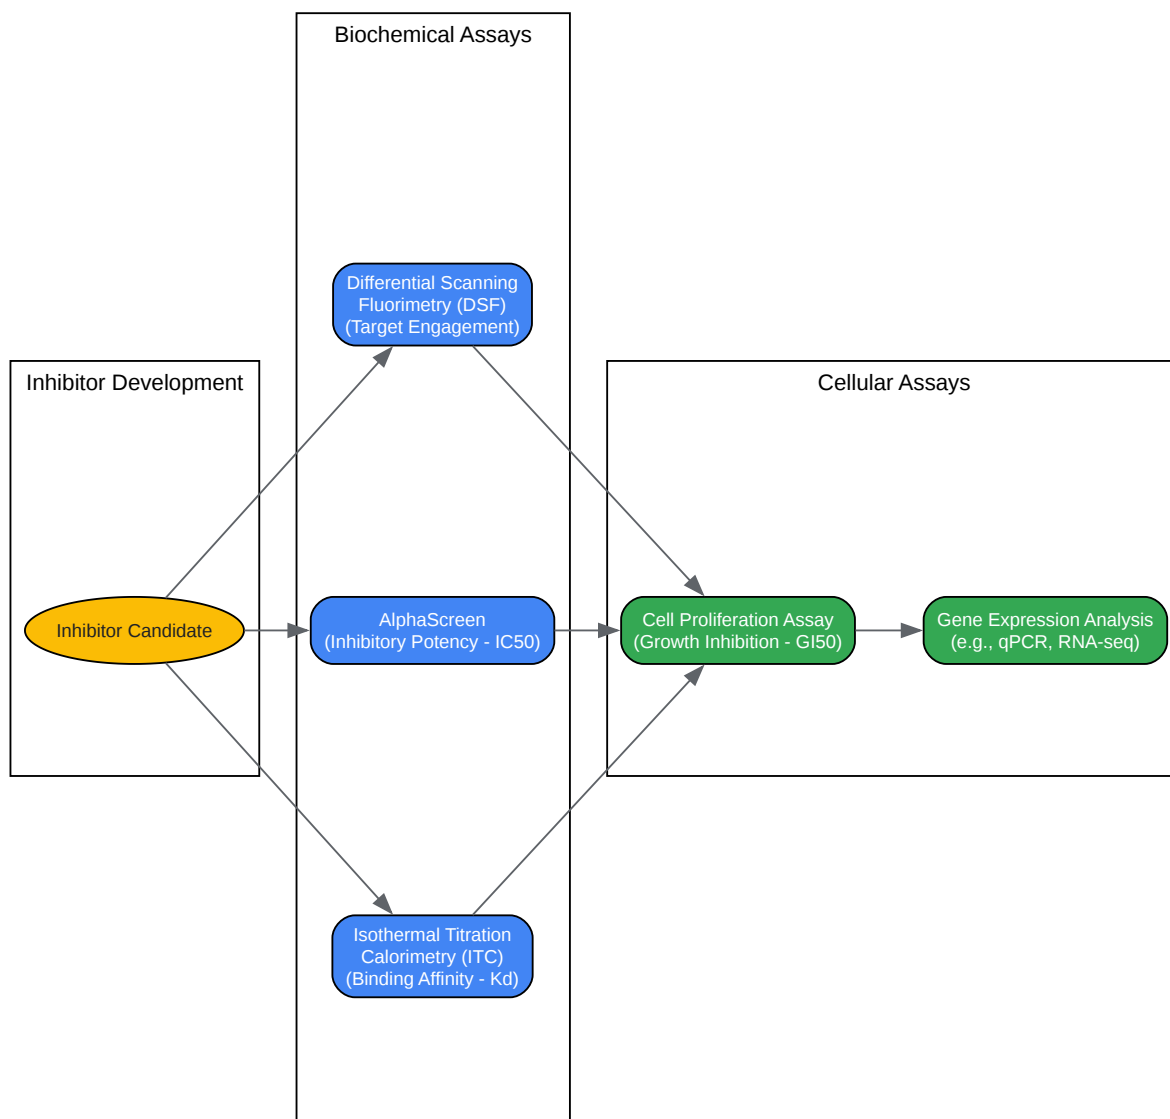 Biochemical Assays
Differential Scanning
Fluorimetry (DSF)
(Target Engagement)
Inhibitor Development
Cellular Assays
Inhibitor Candidate
AlphaScreen
(Inhibitory Potency - IC50)
Cell Proliferation Assay
(Growth Inhibition - GI50)
Gene Expression Analysis
(e.g., qPCR, RNA-seq)
Isothermal Titration
Calorimetry (ITC)
(Binding Affinity - Kd)